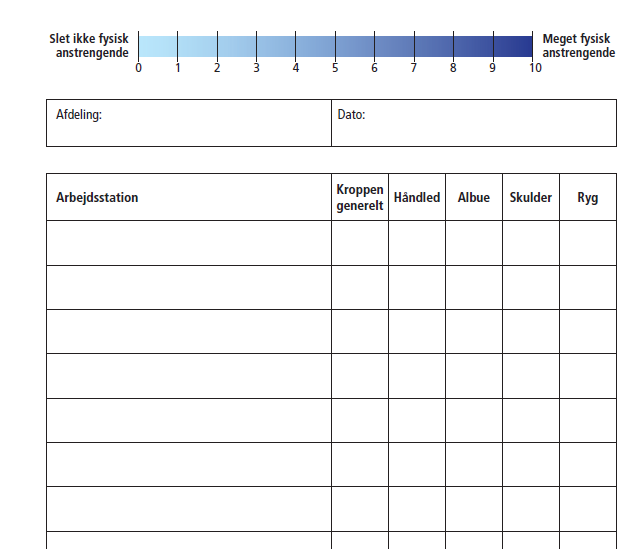 Slet ikke fysisk
anstrengende
Meget fysisk
anstrengende
0 1 2 3 4 5 6 7 8 9 10
Afdeling:
Dato:
Arbejdsstation
Kroppen
generelt
Håndled
Albue
Skulder
Ryg